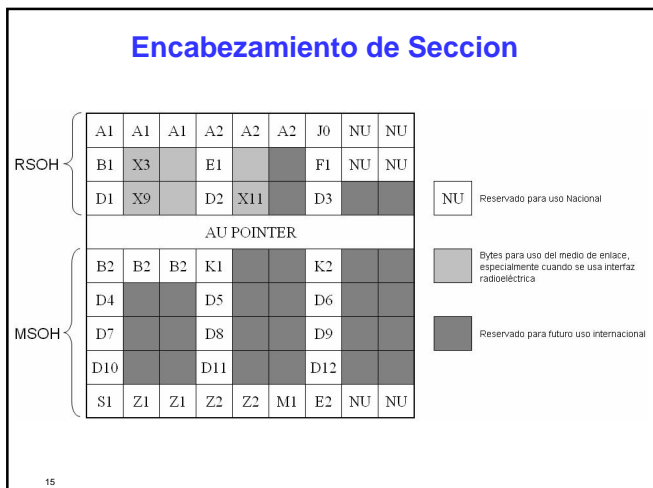 Encabezamiento de Seccion
RSOH
A1 A1 A1 A2 A2 A2 J0 NU NU
B1 X3 E1 F1 NU NU
D1 X9 D2 X11 D3
AU POINTER
MSOH
B2 B2 B2 K1 K2
D4 D5 D6
D7 D8 D9
D10 D11 D12
S1 Z1 Z1 Z2 Z2 M1 E2 NU NU
NU Reservado para uso Nacional
Bytes para uso del medio de enlace,
especialmente cuando se usa interfaz
radioeléctrica
Reservado para futuro uso internacional
15